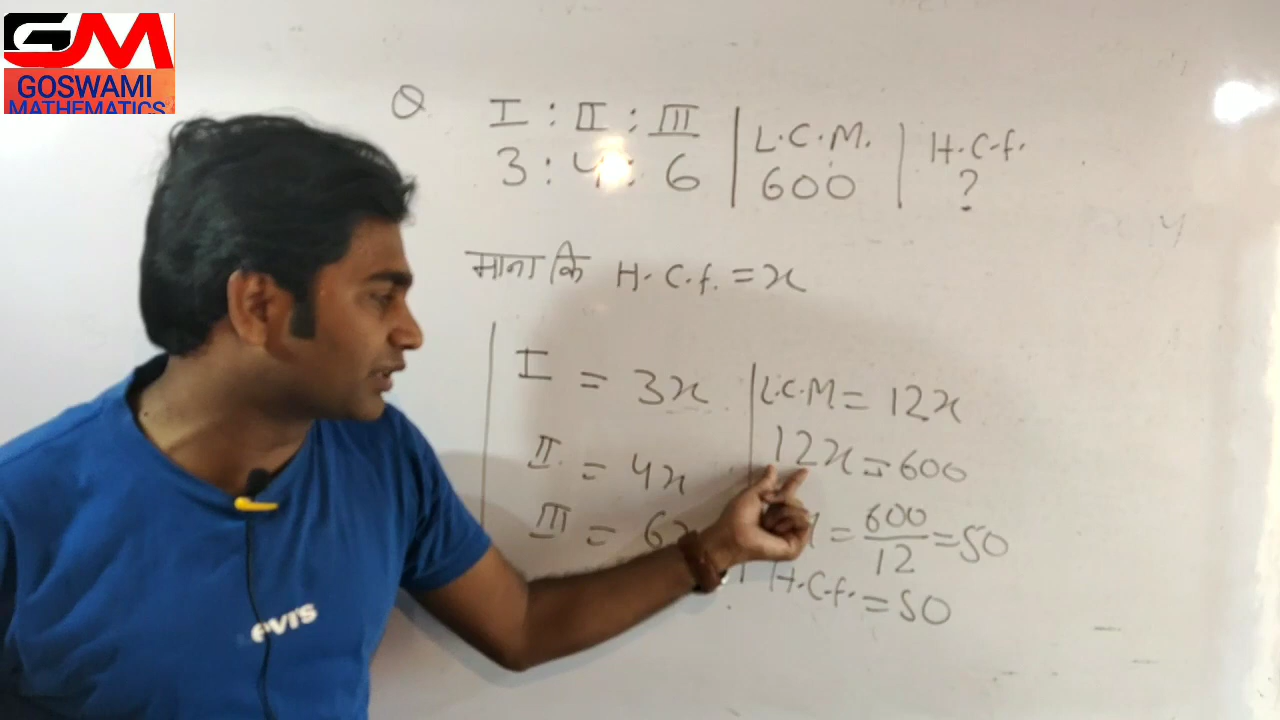 GM
GOSWAMI
MATHEMATICS
Q I : II : III | L.C.M. | H.C.f.
3 : 4 : 6 | 600 | ?
माना कि H.C.f. = x
I = 3x | L.C.M = 12x
12x = 600
II = 4x
III = 6x
= 600/12 = 50
H.C.f. = 50
evis